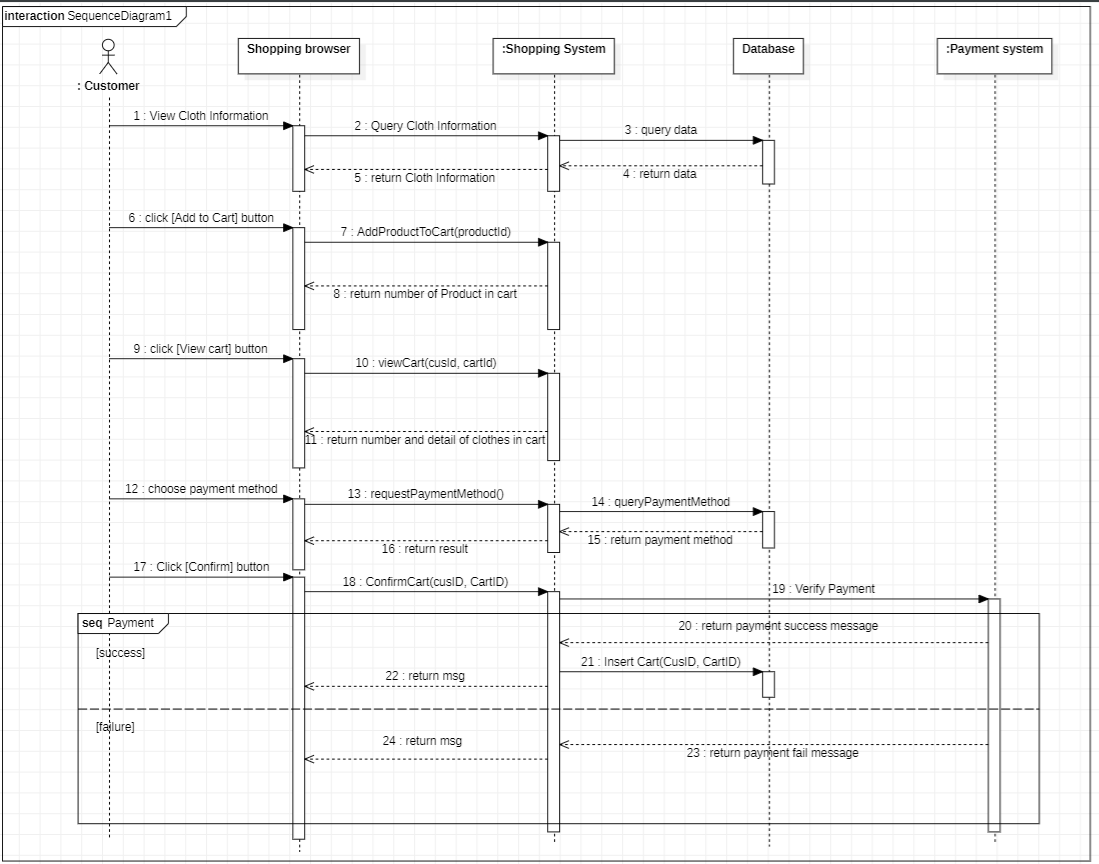 interaction SequenceDiagram1
: Customer
Shopping browser
:Shopping System
Database
:Payment system
1 : View Cloth Information
2 : Query Cloth Information
3 : query data
4 : return data
5 : return Cloth Information
6 : click [Add to Cart] button
7 : AddProductToCart(productId)
8 : return number of Product in cart
9 : click [View cart] button
10 : viewCart(cusId, cartId)
11 : return number and detail of clothes in cart
12 : choose payment method
13 : requestPaymentMethod()
14 : queryPaymentMethod
15 : return payment method
16 : return result
17 : Click [Confirm] button
18 : ConfirmCart(cusID, CartID)
19 : Verify Payment
seq Payment
20 : return payment success message
[success]
21 : Insert Cart(CusID, CartID)
22 : return msg
[failure]
23 : return payment fail message
24 : return msg